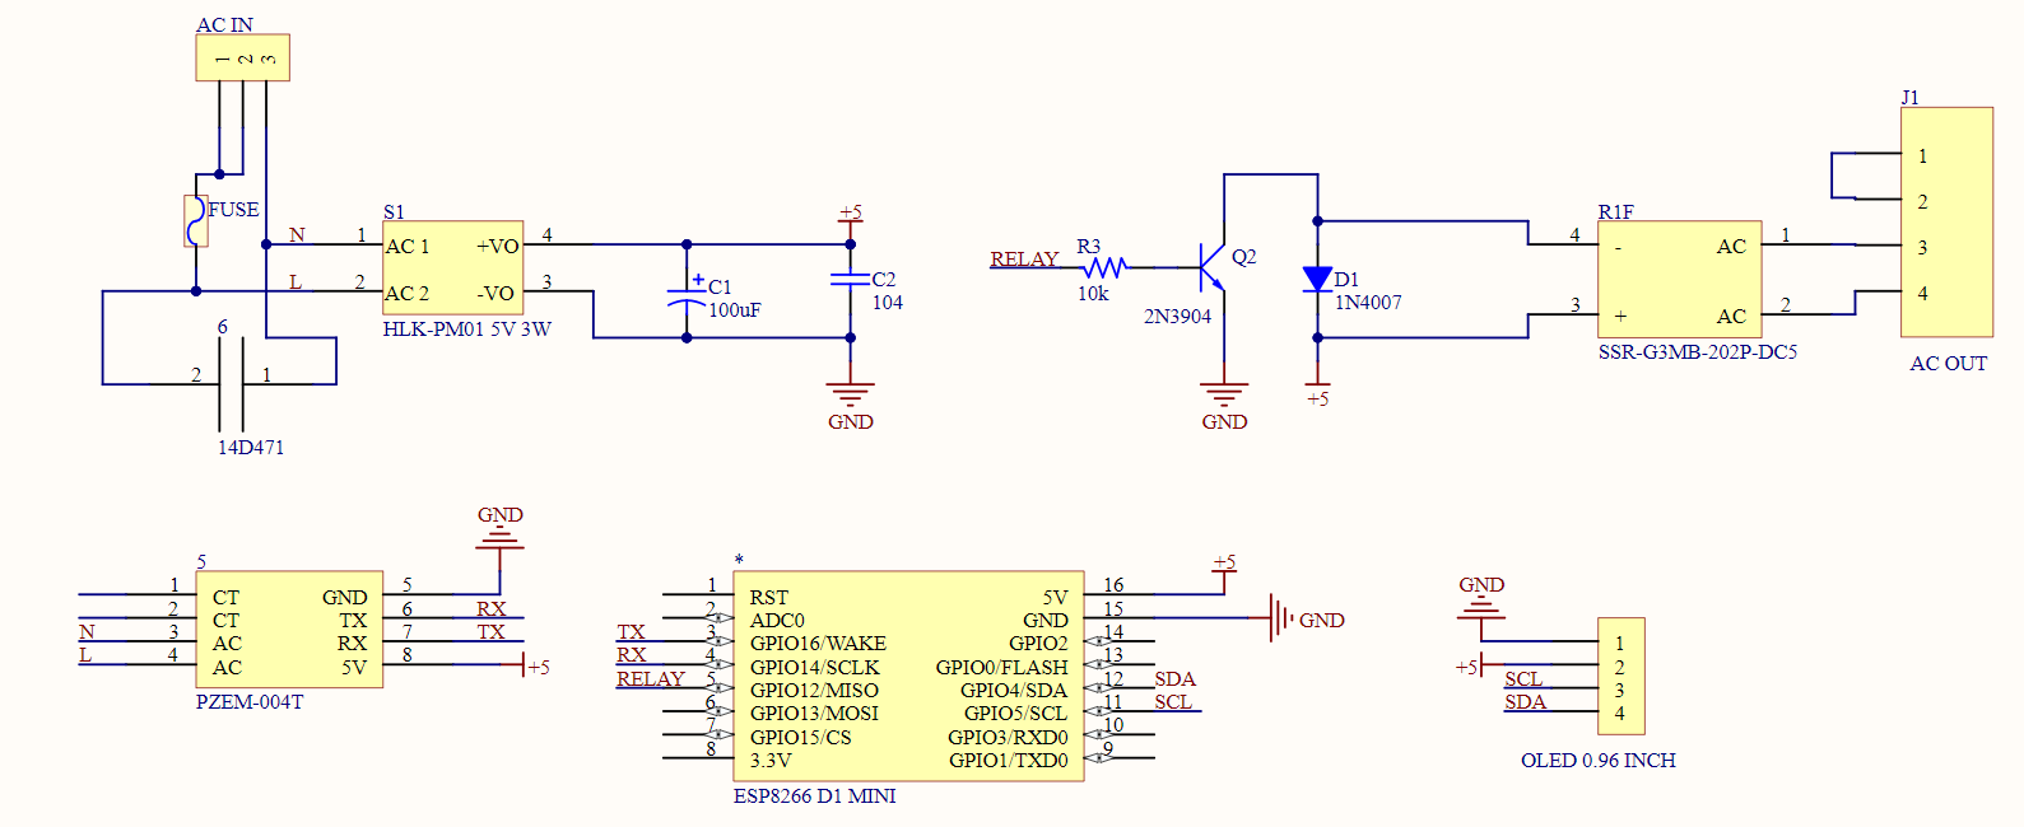 AC IN
1 2 3
FUSE
N
L
S1
1 AC 1 +VO 4
2 AC 2 -VO 3
HLK-PM01 5V 3W
6
2 1
14D471
+5
+ C1
100uF
C2
104
GND
RELAY
R3
10k
Q2
2N3904
GND
D1
1N4007
+5
R1F
4 - AC 1
3 + AC 2
SSR-G3MB-202P-DC5
J1
1
2
3
4
AC OUT
GND
5
1 CT GND 5
2 CT TX 6 RX
N 3 AC RX 7 TX
L 4 AC 5V 8 +5
PZEM-004T
*
+5
1 RST 5V 16
2 ADC0 GND 15 GND
TX 3 GPIO16/WAKE GPIO2 14
RX 4 GPIO14/SCLK GPIO0/FLASH 13
RELAY 5 GPIO12/MISO GPIO4/SDA 12 SDA
6 GPIO13/MOSI GPIO5/SCL 11 SCL
7 GPIO15/CS GPIO3/RXD0 10
8 3.3V GPIO1/TXD0 9
ESP8266 D1 MINI
GND
1
+5 2
SCL 3
SDA 4
OLED 0.96 INCH